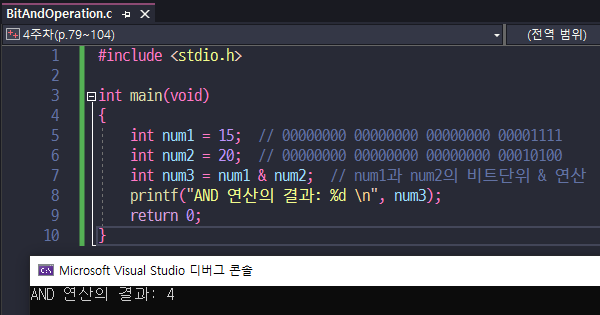 BitAndOperation.c
4주차(p.79~104)
(전역 범위)
1 #include <stdio.h>
2
3 int main(void)
4 {
5 int num1 = 15; // 00000000 00000000 00000000 00001111
6 int num2 = 20; // 00000000 00000000 00000000 00010100
7 int num3 = num1 & num2; // num1과 num2의 비트단위 & 연산
8 printf("AND 연산의 결과: %d \n", num3);
9 return 0;
10 }
C:\ Microsoft Visual Studio 디버그 콘솔
AND 연산의 결과: 4